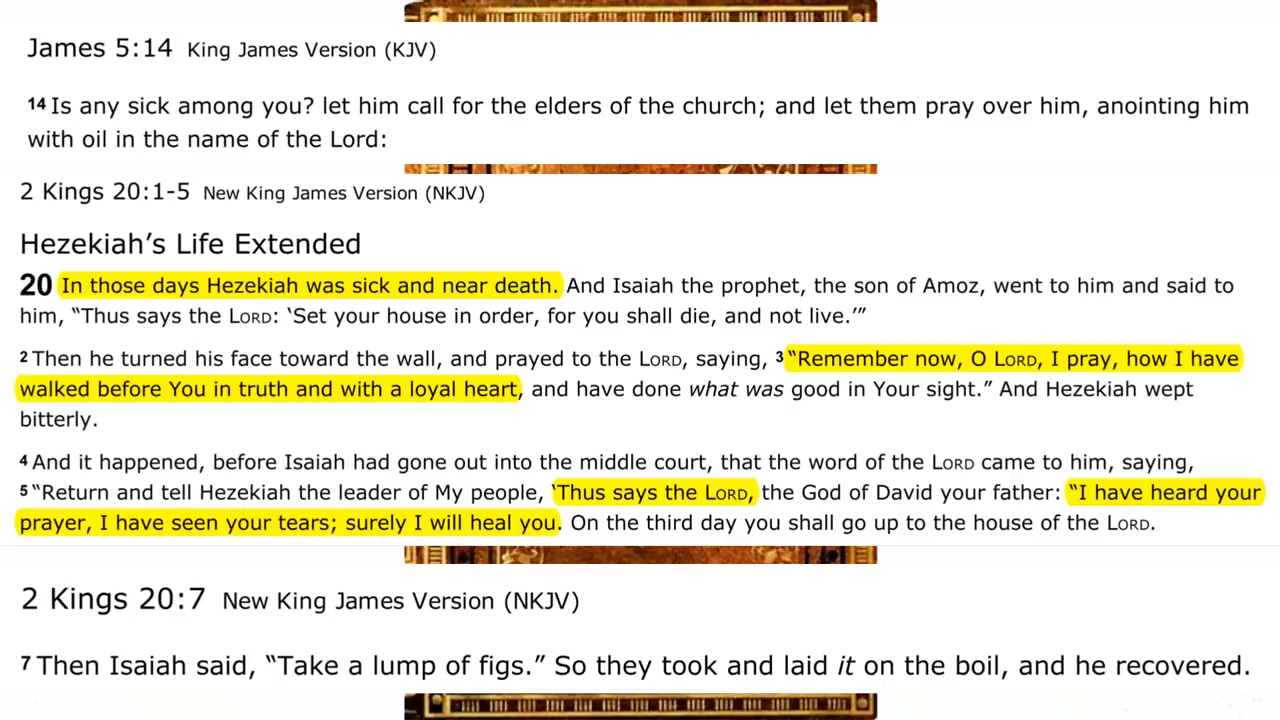 James 5:14 King James Version (KJV)
14 Is any sick among you? let him call for the elders of the church; and let them pray over him, anointing him
with oil in the name of the Lord:
2 Kings 20:1-5 New King James Version (NKJV)
Hezekiah’s Life Extended
20 In those days Hezekiah was sick and near death. And Isaiah the prophet, the son of Amoz, went to him and said to
him, “Thus says the LORD: ‘Set your house in order, for you shall die, and not live.’”
2 Then he turned his face toward the wall, and prayed to the LORD, saying, 3 “Remember now, O LORD, I pray, how I have
walked before You in truth and with a loyal heart, and have done what was good in Your sight.” And Hezekiah wept
bitterly.
4 And it happened, before Isaiah had gone out into the middle court, that the word of the LORD came to him, saying,
5 “Return and tell Hezekiah the leader of My people, ‘Thus says the LORD, the God of David your father: “I have heard your
prayer, I have seen your tears; surely I will heal you. On the third day you shall go up to the house of the LORD.
2 Kings 20:7 New King James Version (NKJV)
7 Then Isaiah said, “Take a lump of figs.” So they took and laid it on the boil, and he recovered.